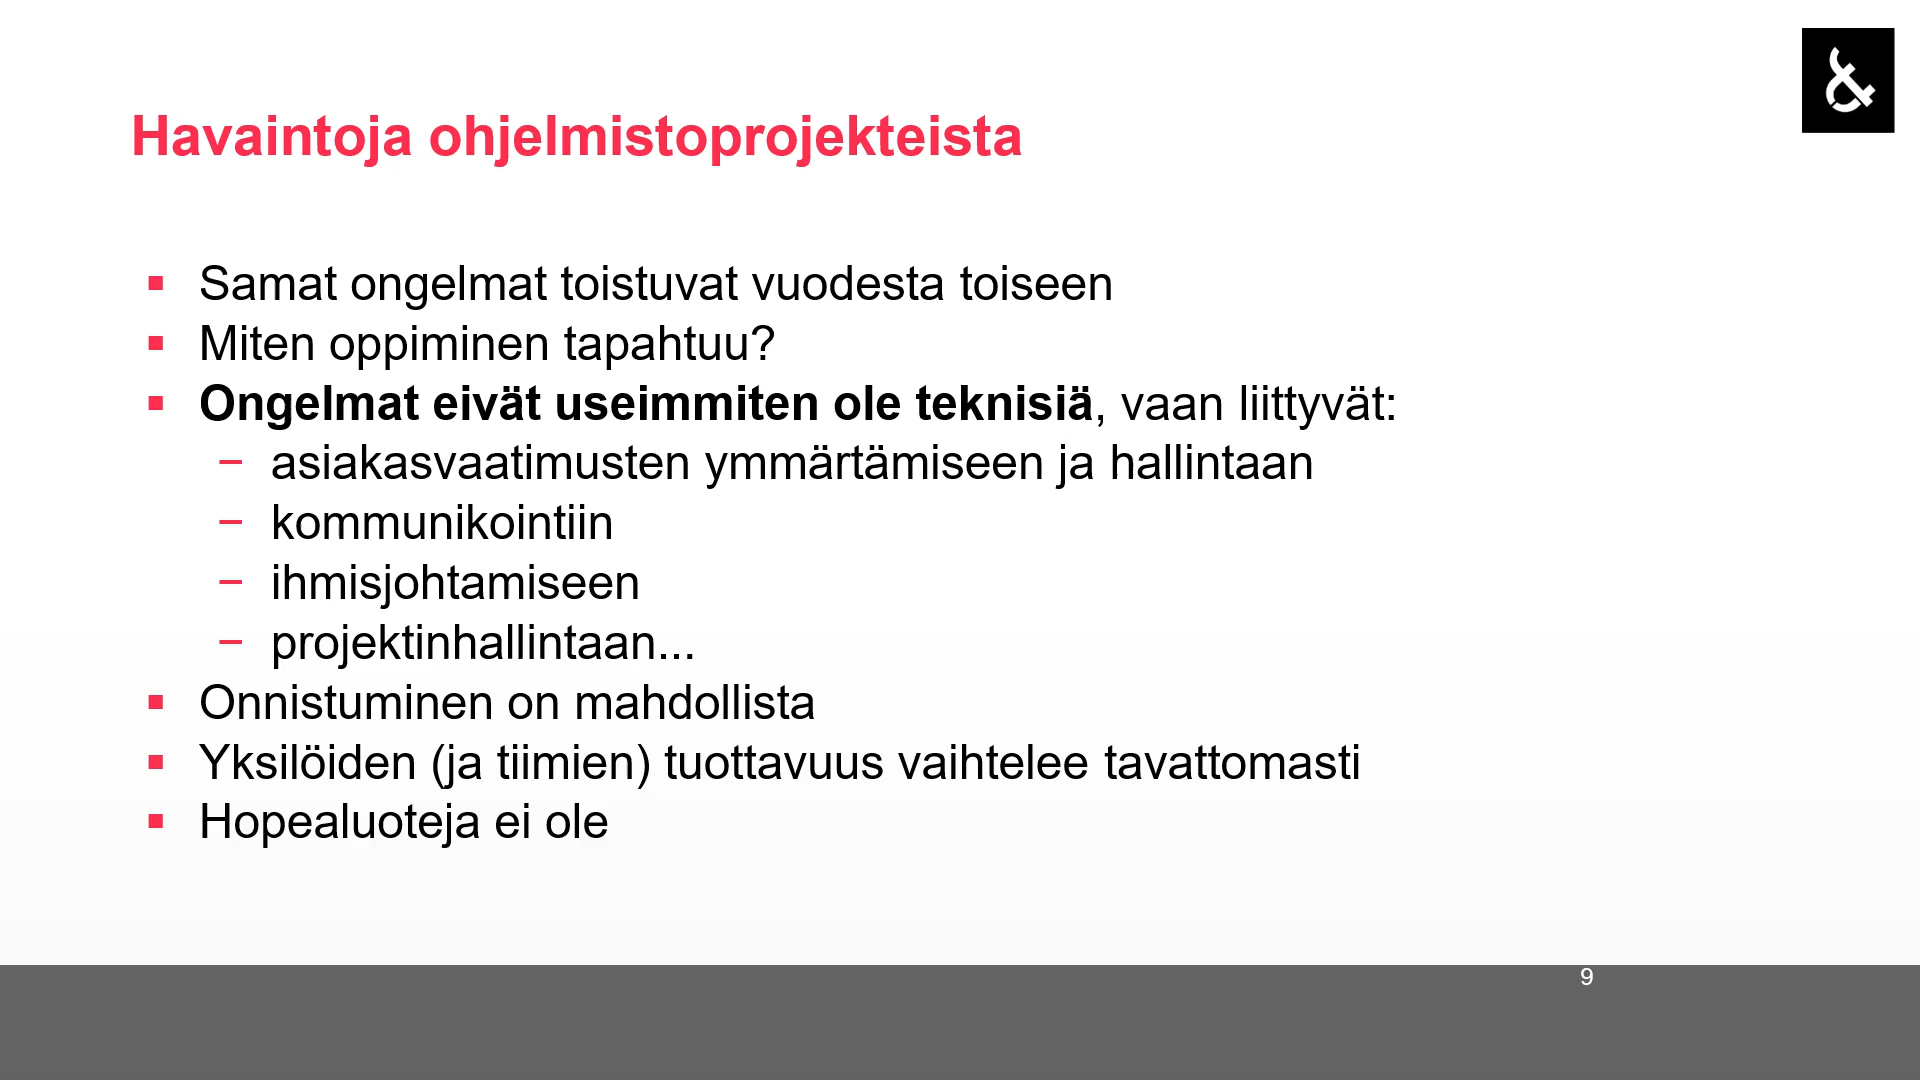 &
Havaintoja ohjelmistoprojekteista
▪ Samat ongelmat toistuvat vuodesta toiseen
▪ Miten oppiminen tapahtuu?
▪ Ongelmat eivät useimmiten ole teknisiä, vaan liittyvät:
– asiakasvaatimusten ymmärtämiseen ja hallintaan
– kommunikointiin
– ihmisjohtamiseen
– projektinhallintaan...
▪ Onnistuminen on mahdollista
▪ Yksilöiden (ja tiimien) tuottavuus vaihtelee tavattomasti
▪ Hopealuoteja ei ole
9